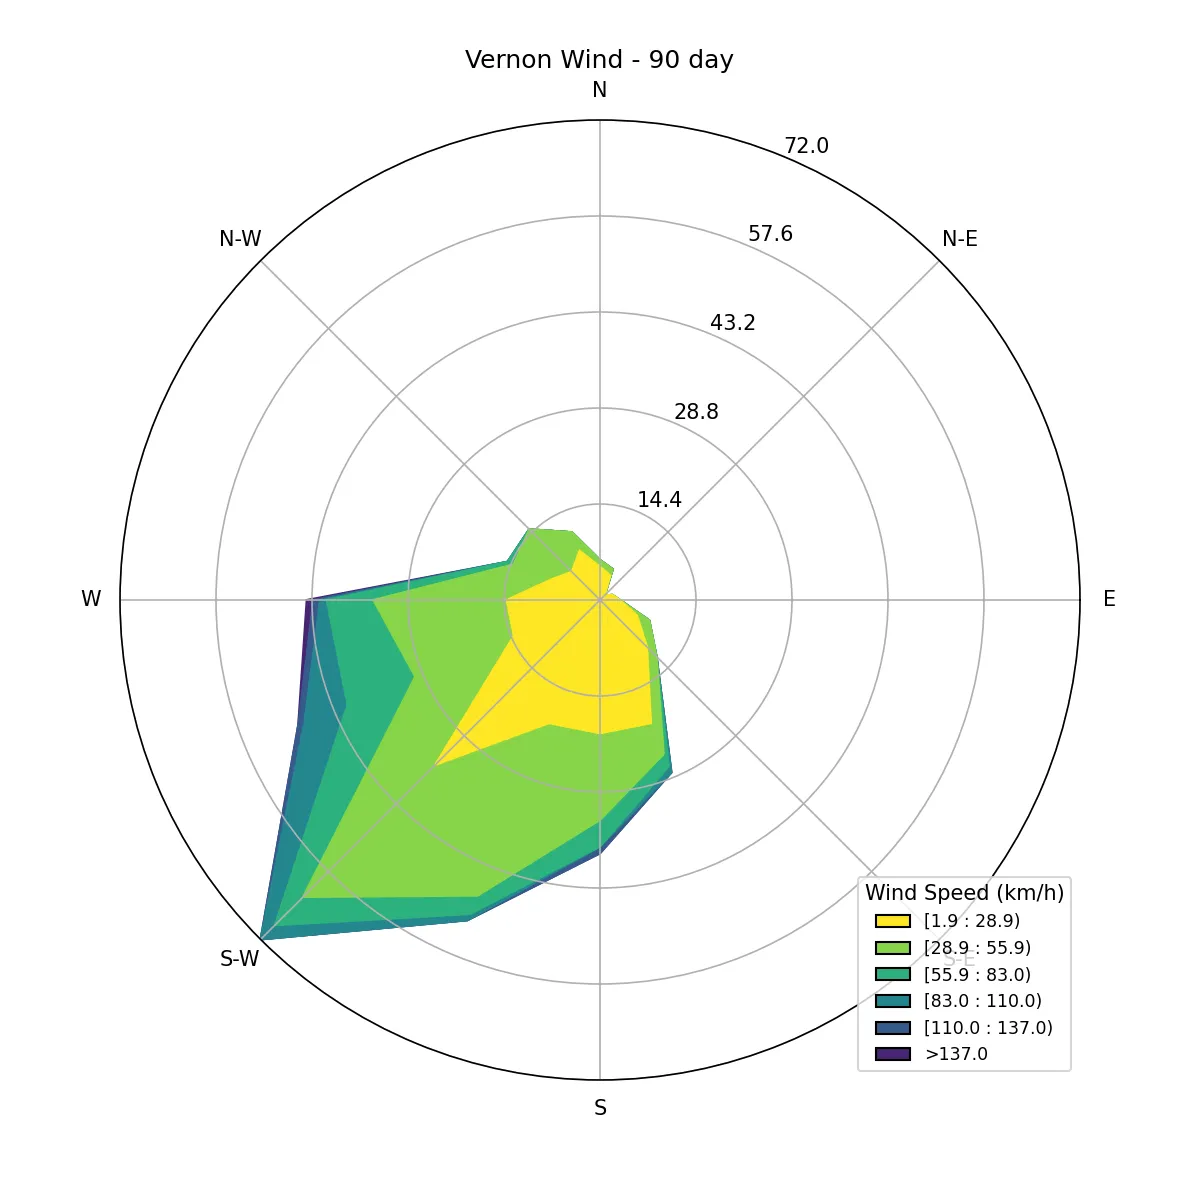 Vernon Wind - 90 day
N
72.0
N-W
57.6
N-E
43.2
28.8
14.4
W
E
S-W
S-E
S
Wind Speed (km/h)
[1.9 : 28.9)
[28.9 : 55.9)
[55.9 : 83.0)
[83.0 : 110.0)
[110.0 : 137.0)
>137.0